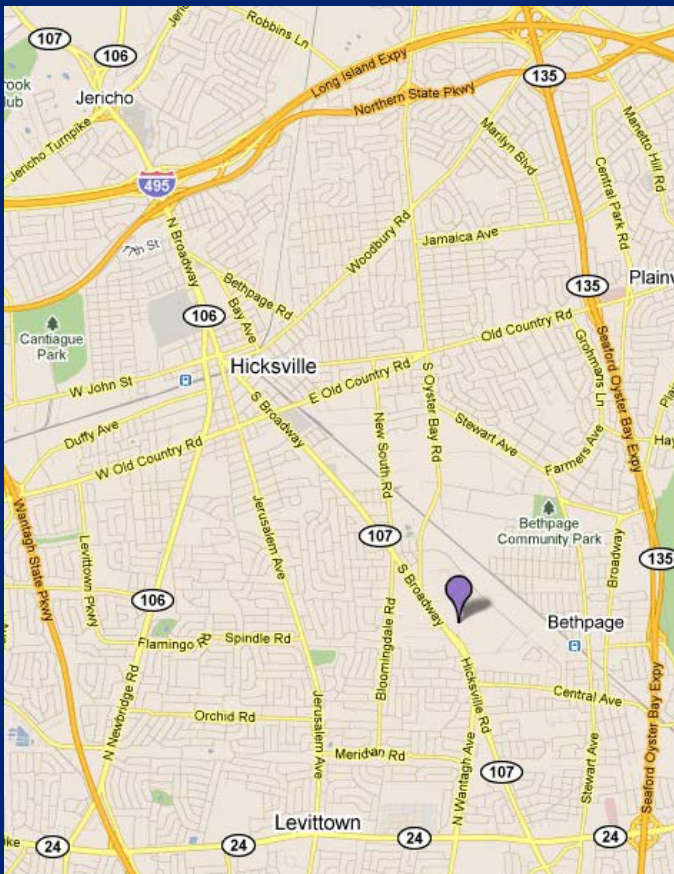 Robbins Ln
107
106
Jericho
Long Island Expy
135
Northern State Pkwy
Manetto Hill Rd
Jericho Turnpike
Marilyn Blvd
Central Park Rd
495
N Broadway
Woodbury Rd
Jamaica Ave
Bethpage Rd
Bay Ave
135
106
Old Country Rd
Seaford Oyster Bay Expy
Cantiague
Park
Grohmans Ln
Hicksville
W John St
E Old Country Rd
S Oyster Bay Rd
S Broadway
New South Rd
Stewart Ave
Duffy Ave
W Old Country Rd
Farmers Ave
Wantagh State Pkwy
Levittown Pkwy
Jerusalem Ave
Bethpage
Community Park
107
Broadway
135
106
S Broadway
Bloomingdale Rd
Bethpage
Flamingo Rd
Spindle Rd
Hicksville Rd
Central Ave
N Newbridge Rd
Orchid Rd
Jerusalem Ave
Meridian Rd
N Wantagh Ave
107
Stewart Ave
Seaford Oyster Bay Expy
Levittown
24
24
24
24